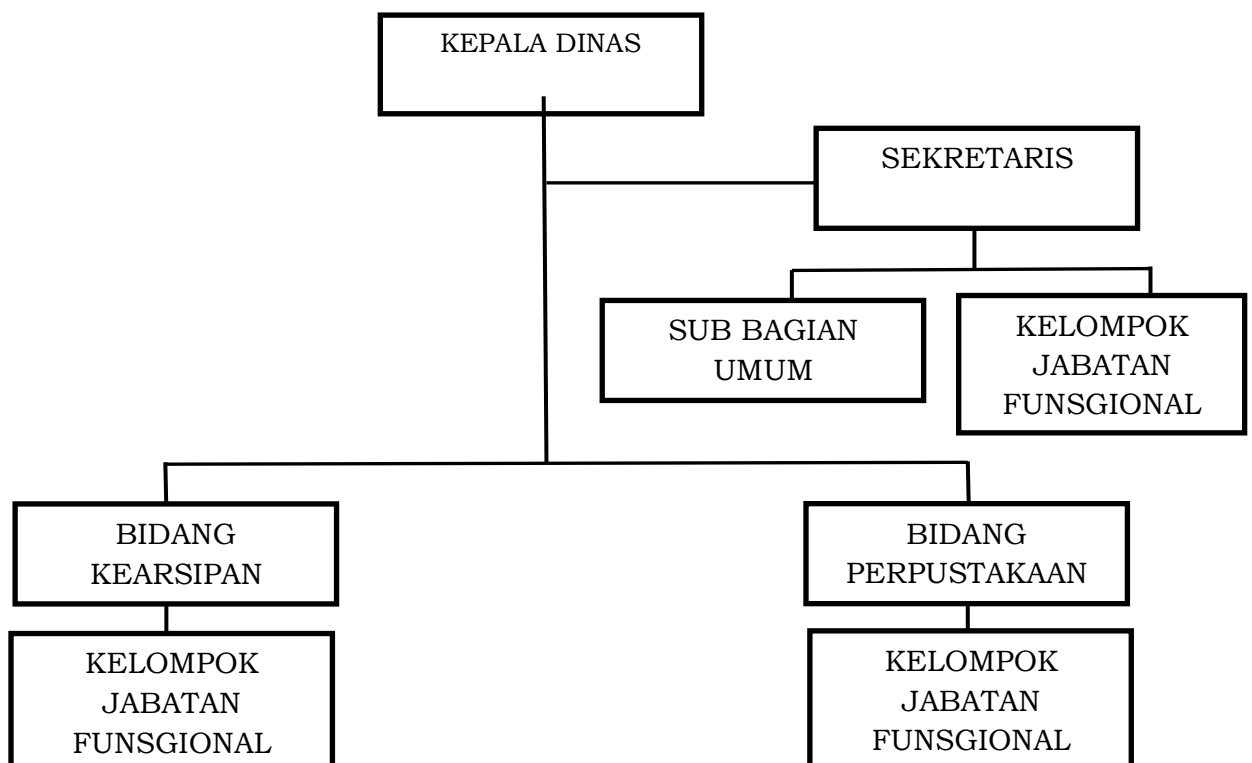 KEPALA DINAS
SEKRETARIS
SUB BAGIAN
UMUM
KELOMPOK
JABATAN
FUNSGIONAL
BIDANG
KEARSIPAN
BIDANG
PERPUSTAKAAN
KELOMPOK
JABATAN
FUNSGIONAL
KELOMPOK
JABATAN
FUNSGIONAL